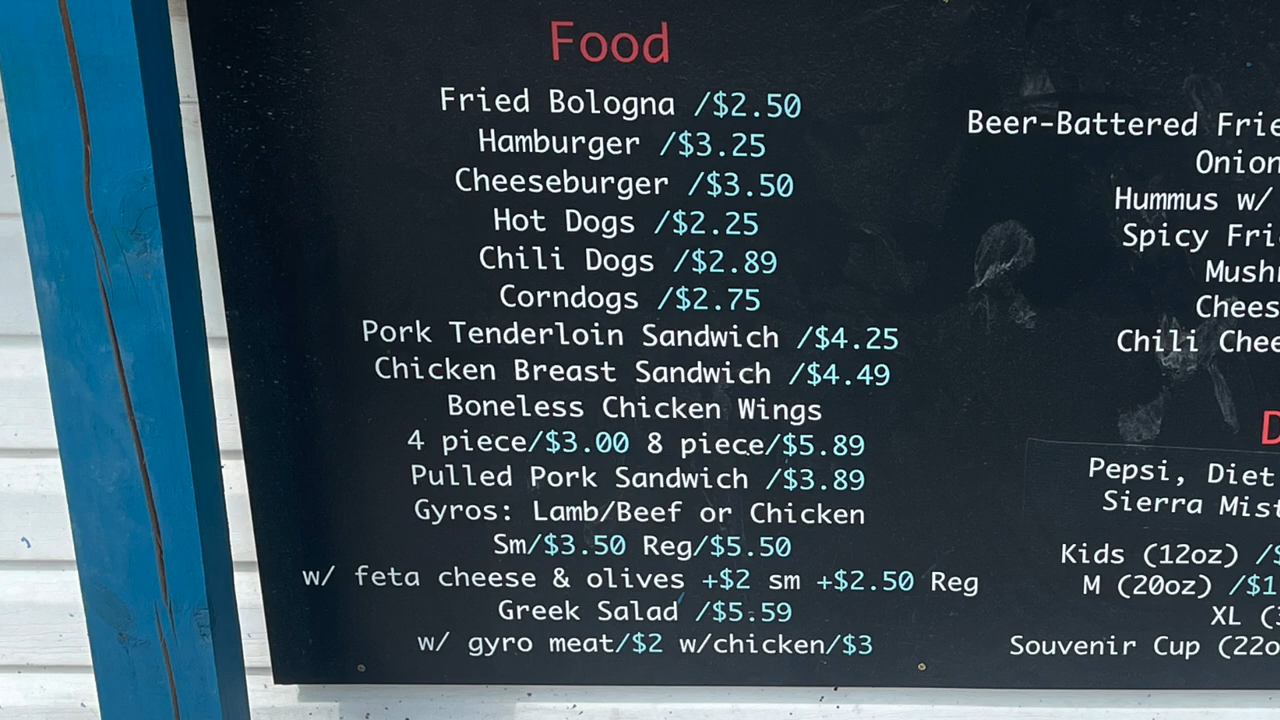 Food
Fried Bologna /$2.50
Hamburger /$3.25
Cheeseburger /$3.50
Hot Dogs /$2.25
Chili Dogs /$2.89
Corndogs /$2.75
Pork Tenderloin Sandwich /$4.25
Chicken Breast Sandwich /$4.49
Boneless Chicken Wings
4 piece/$3.00 8 piece/$5.89
Pulled Pork Sandwich /$3.89
Gyros: Lamb/Beef or Chicken
Sm/$3.50 Reg/$5.50
w/ feta cheese & olives +$2 sm +$2.50 Reg
Greek Salad /$5.59
w/ gyro meat/$2 w/chicken/$3
Beer-Battered
Onion
Hummus w/
Spicy
Chili
Pepsi, Diet
Sierra
Kids (12oz)
M (20oz) /$1
XL
Souvenir Cup